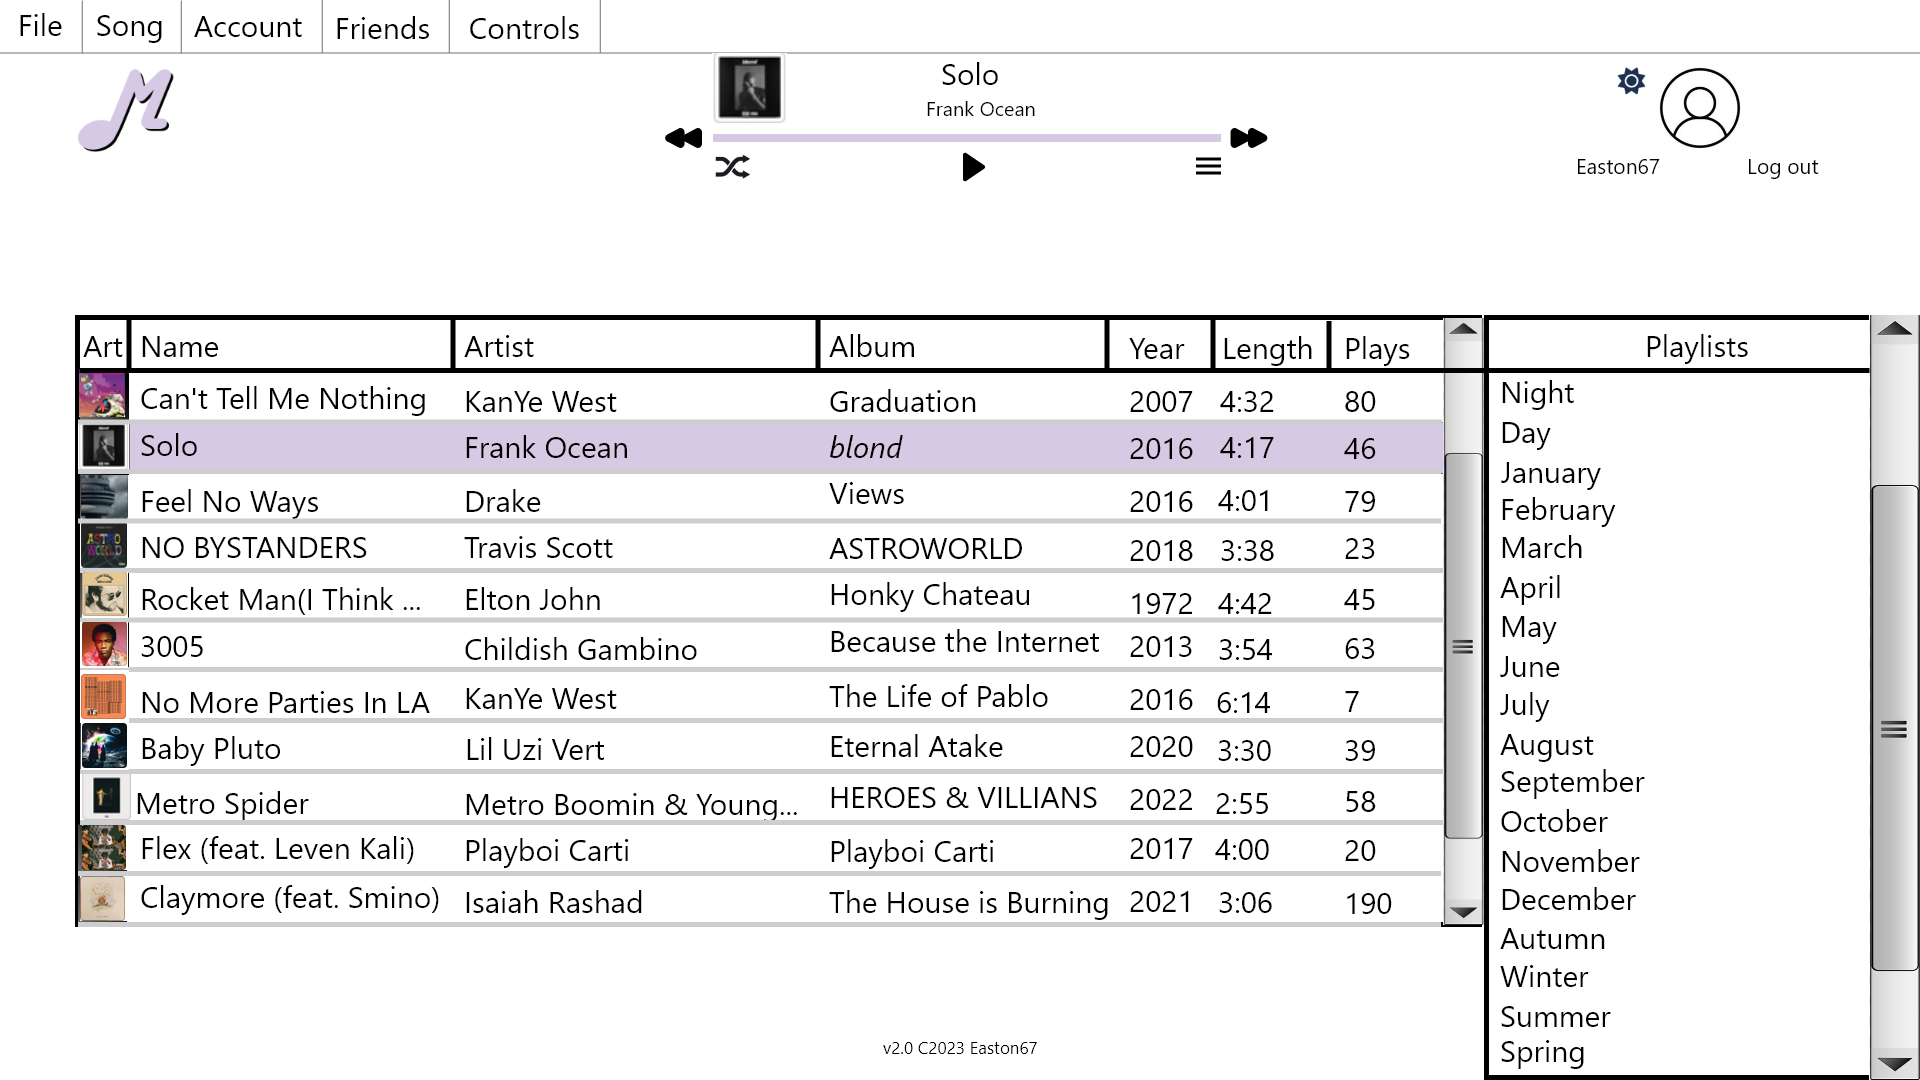 File Song Account Friends Controls
M
Solo
Frank Ocean
Easton67 Log out
Art Name Artist Album Year Length Plays
Can't Tell Me Nothing KanYe West Graduation 2007 4:32 80
Solo Frank Ocean blond 2016 4:17 46
Feel No Ways Drake Views 2016 4:01 79
NO BYSTANDERS Travis Scott ASTROWORLD 2018 3:38 23
Rocket Man(I Think ... Elton John Honky Chateau 1972 4:42 45
3005 Childish Gambino Because the Internet 2013 3:54 63
No More Parties In LA KanYe West The Life of Pablo 2016 6:14 7
Baby Pluto Lil Uzi Vert Eternal Atake 2020 3:30 39
Metro Spider Metro Boomin & Young... HEROES & VILLIANS 2022 2:55 58
Flex (feat. Leven Kali) Playboi Carti Playboi Carti 2017 4:00 20
Claymore (feat. Smino) Isaiah Rashad The House is Burning 2021 3:06 190
Playlists
Night
Day
January
February
March
April
May
June
July
August
September
October
November
December
Autumn
Winter
Summer
Spring
v2.0 C2023 Easton67